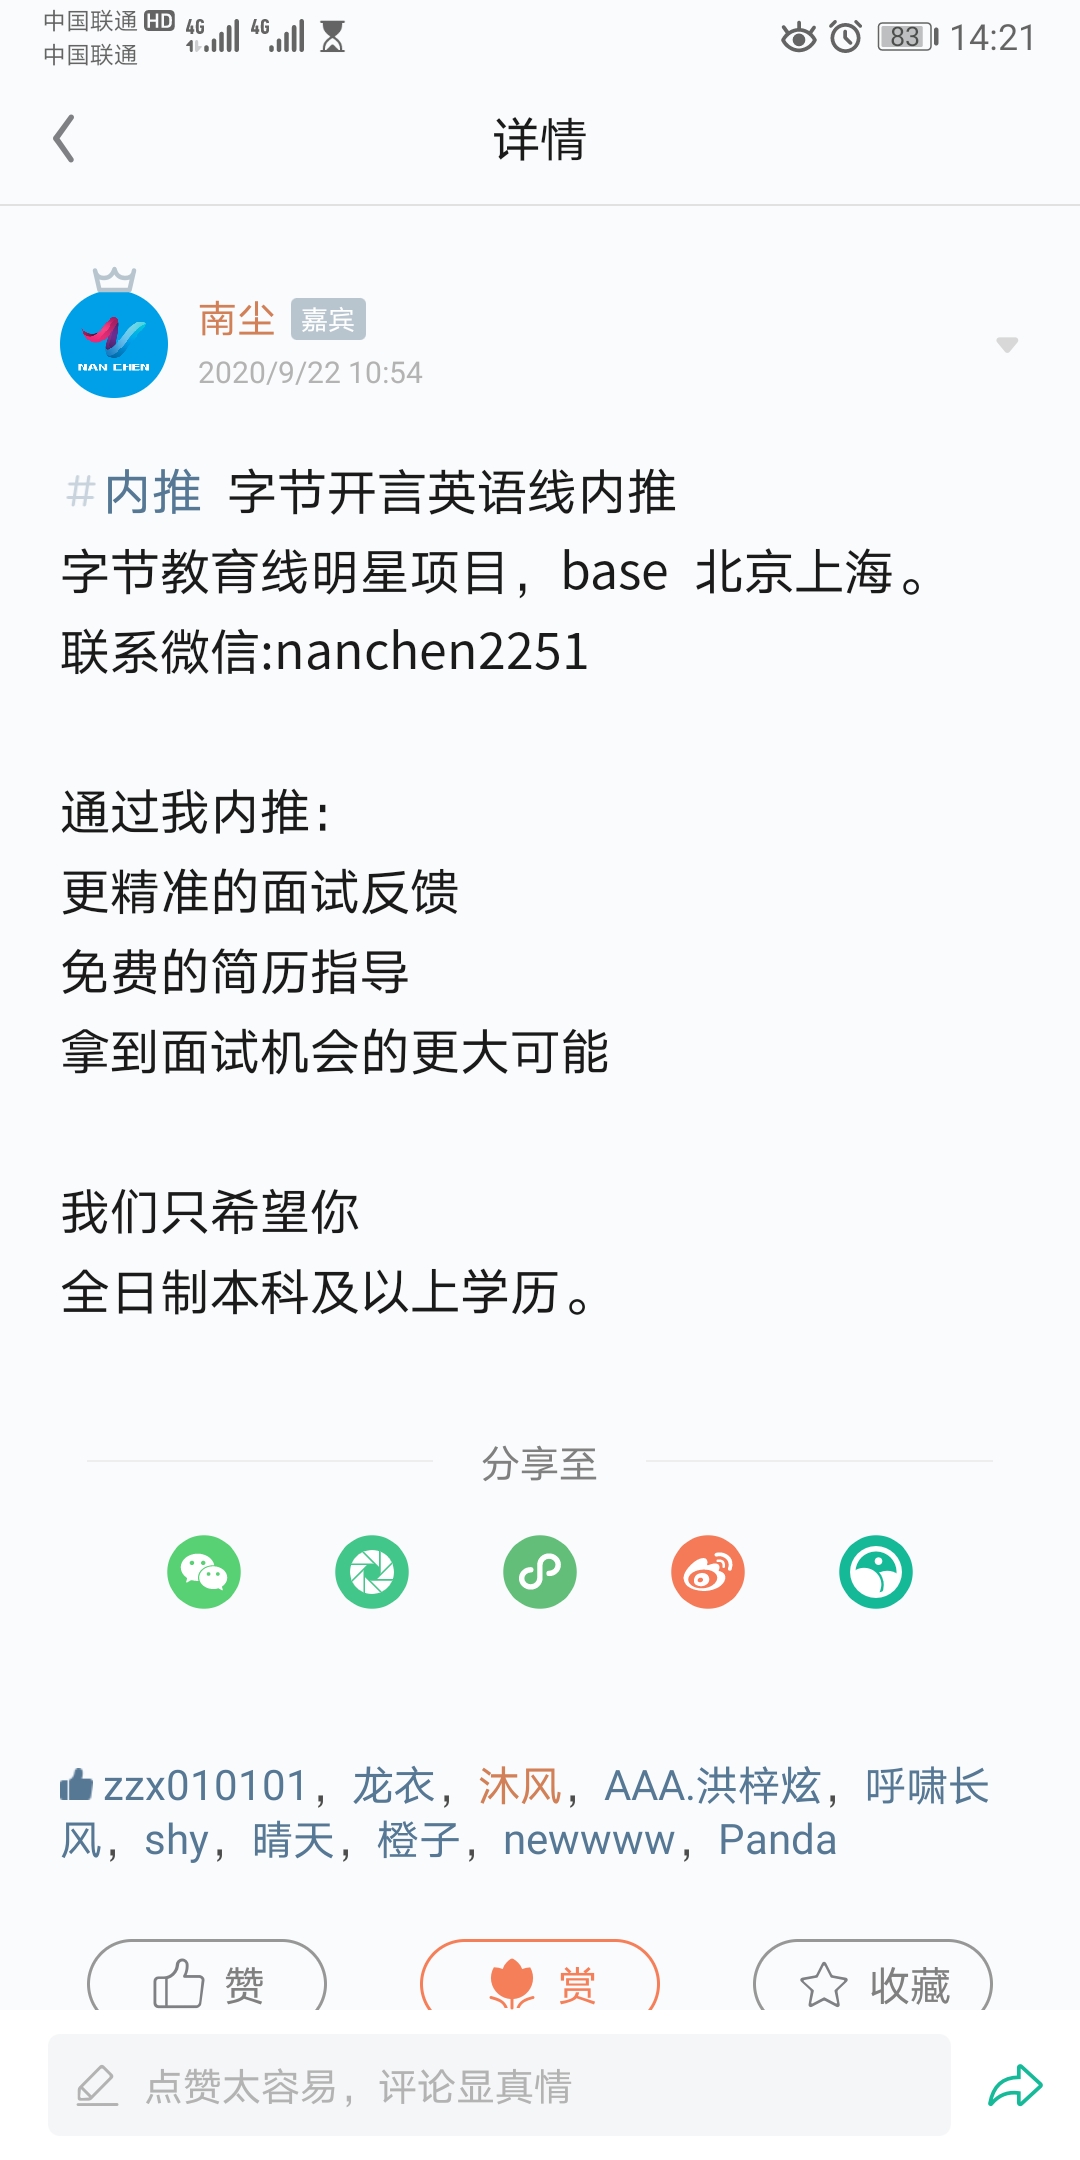 中国联通 HD 4G 4G 83 14:21
中国联通
详情
南尘 嘉宾
NAN CHEN
2020/9/22 10:54
#内推 字节开言英语线内推
字节教育线明星项目，base 北京上海。
联系微信:nanchen2251
通过我内推：
更精准的面试反馈
免费的简历指导
拿到面试机会的更大可能
我们只希望你
全日制本科及以上学历。
分享至
zzx010101，龙衣，沐风，AAA.洪梓炫，呼啸长
风，shy，晴天，橙子，newwww，Panda
赞 赏 收藏
点赞太容易，评论显真情